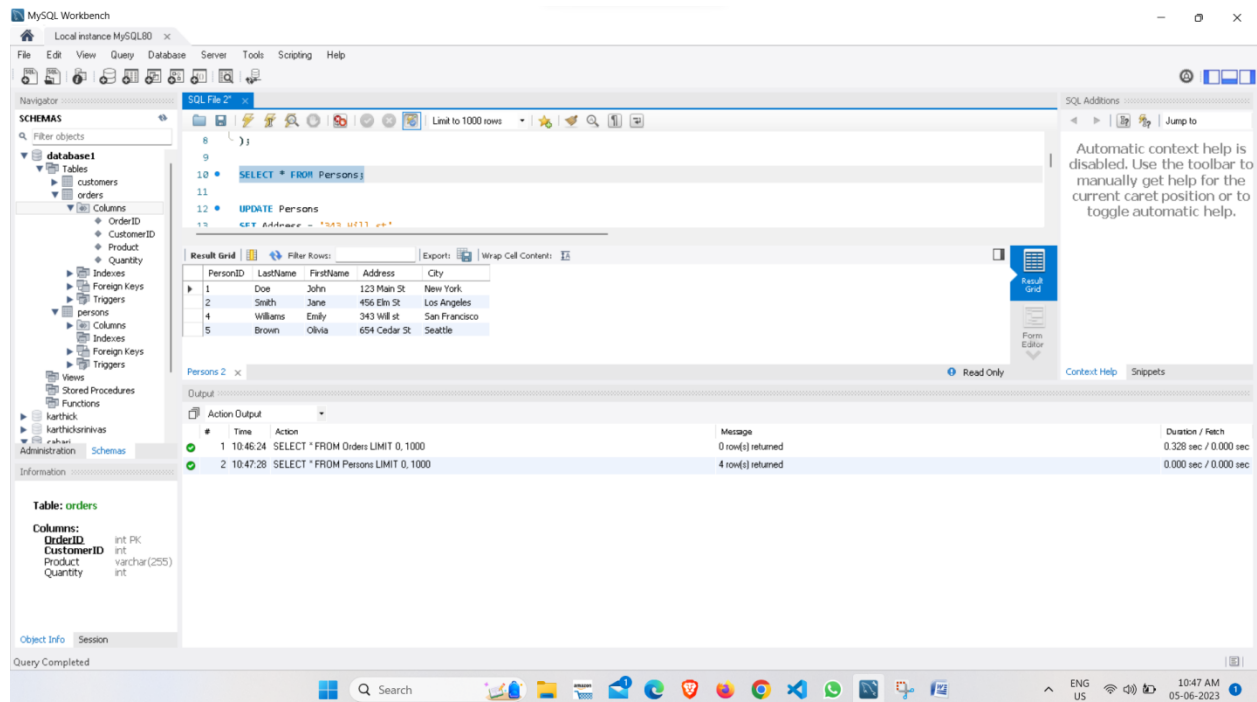 MySQL Workbench
Local instance MySQL80 ×
File Edit View Query Database Server Tools Scripting Help
Navigator
SCHEMAS
Filter objects
database1
Tables
customers
orders
Columns
OrderID
CustomerID
Product
Quantity
Indexes
Foreign Keys
Triggers
persons
Columns
Indexes
Foreign Keys
Triggers
Views
Stored Procedures
Functions
karthick
karthicksrinivas
sabari
Administration Schemas
Information
Table: orders
Columns:
OrderID int PK
CustomerID int
Product varchar(255)
Quantity int
Object Info Session
Query Completed
SQL File 2* ×
Limit to 1000 rows
8 );
9
10 SELECT * FROM Persons;
11
12 UPDATE Persons
13 SET Address = "343 Will st"
Result Grid Filter Rows: Export: Wrap Cell Content:
PersonID LastName FirstName Address City
1 Doe John 123 Main St New York
2 Smith Jane 456 Elm St Los Angeles
4 Williams Emily 343 Will st San Francisco
5 Brown Olivia 654 Cedar St Seattle
Result
Grid
Form
Editor
Persons 2 × Read Only
Output
Action Output
# Time Action Message Duration / Fetch
1 10:46:24 SELECT * FROM Orders LIMIT 0, 1000 0 row(s) returned 0.328 sec / 0.000 sec
2 10:47:28 SELECT * FROM Persons LIMIT 0, 1000 4 row(s) returned 0.000 sec / 0.000 sec
SQL Additions
Jump to
Automatic context help is
disabled. Use the toolbar to
manually get help for the
current caret position or to
toggle automatic help.
Context Help Snippets
Search
ENG
US
10:47 AM
05-06-2023
1